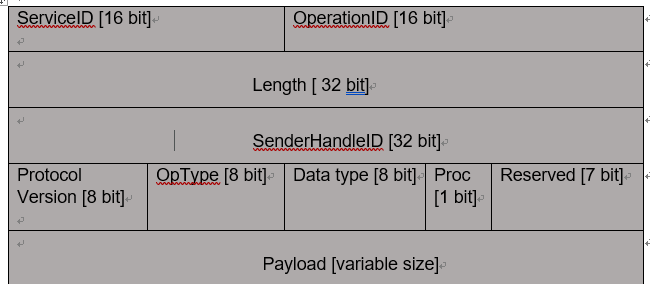 ServiceID [16 bit] OperationID [16 bit]
Length [ 32 bit]
SenderHandleID [32 bit]
Protocol Version [8 bit] OpType [8 bit] Data type [8 bit] Proc [1 bit] Reserved [7 bit]
Payload [variable size]